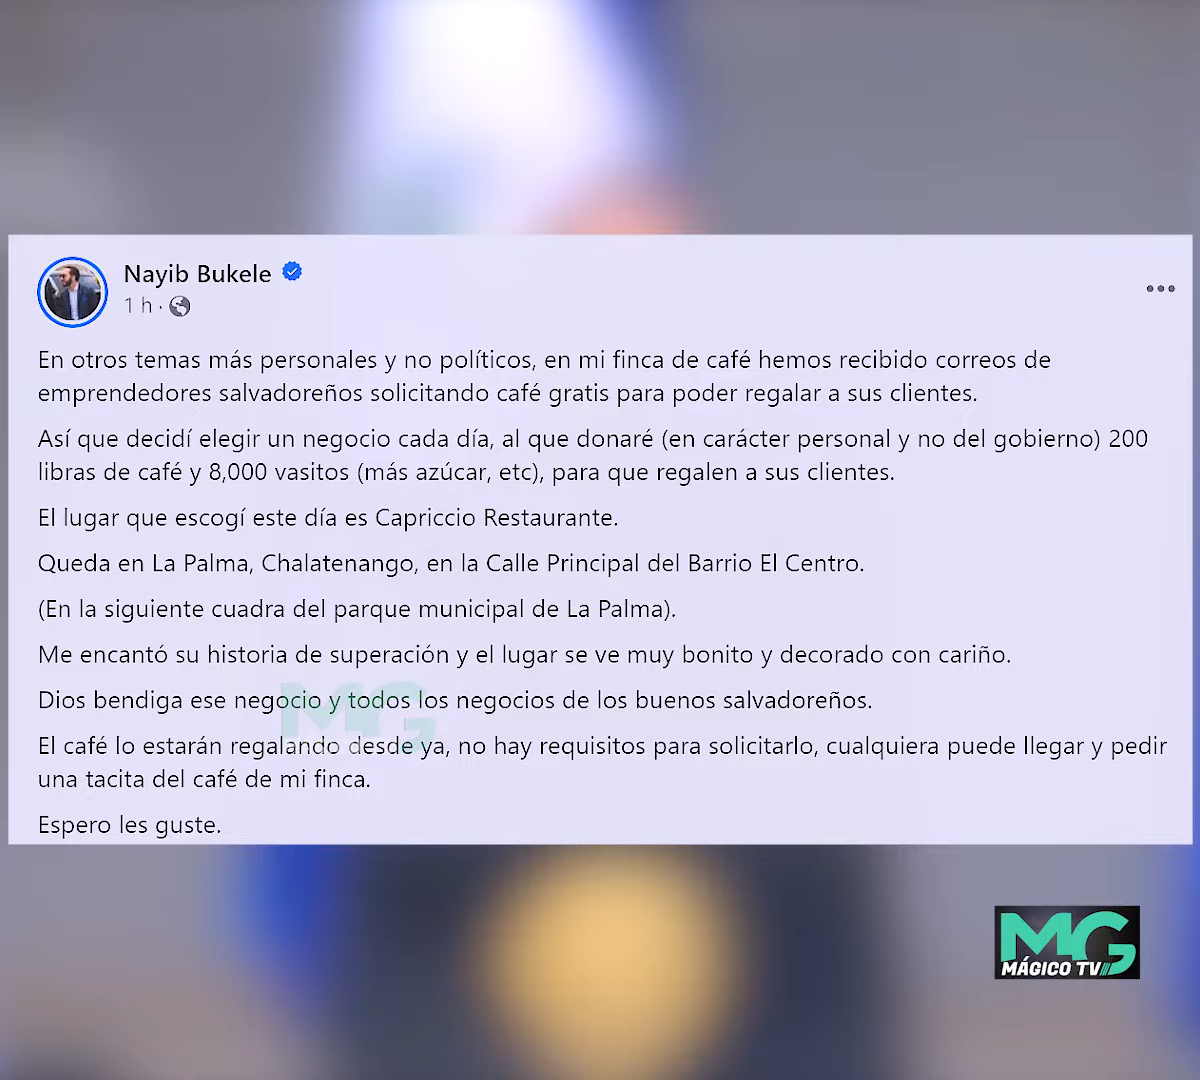 Nayib Bukele
1 h ·
En otros temas más personales y no políticos, en mi finca de café hemos recibido correos de
emprendedores salvadoreños solicitando café gratis para poder regalar a sus clientes.
Así que decidí elegir un negocio cada día, al que donaré (en carácter personal y no del gobierno) 200
libras de café y 8,000 vasitos (más azúcar, etc), para que regalen a sus clientes.
El lugar que escogí este día es Capriccio Restaurante.
Queda en La Palma, Chalatenango, en la Calle Principal del Barrio El Centro.
(En la siguiente cuadra del parque municipal de La Palma).
Me encantó su historia de superación y el lugar se ve muy bonito y decorado con cariño.
Dios bendiga ese negocio y todos los negocios de los buenos salvadoreños.
MG
El café lo estarán regalando desde ya, no hay requisitos para solicitarlo, cualquiera puede llegar y pedir
una tacita del café de mi finca.
Espero les guste.
MG
MÁGICO TV